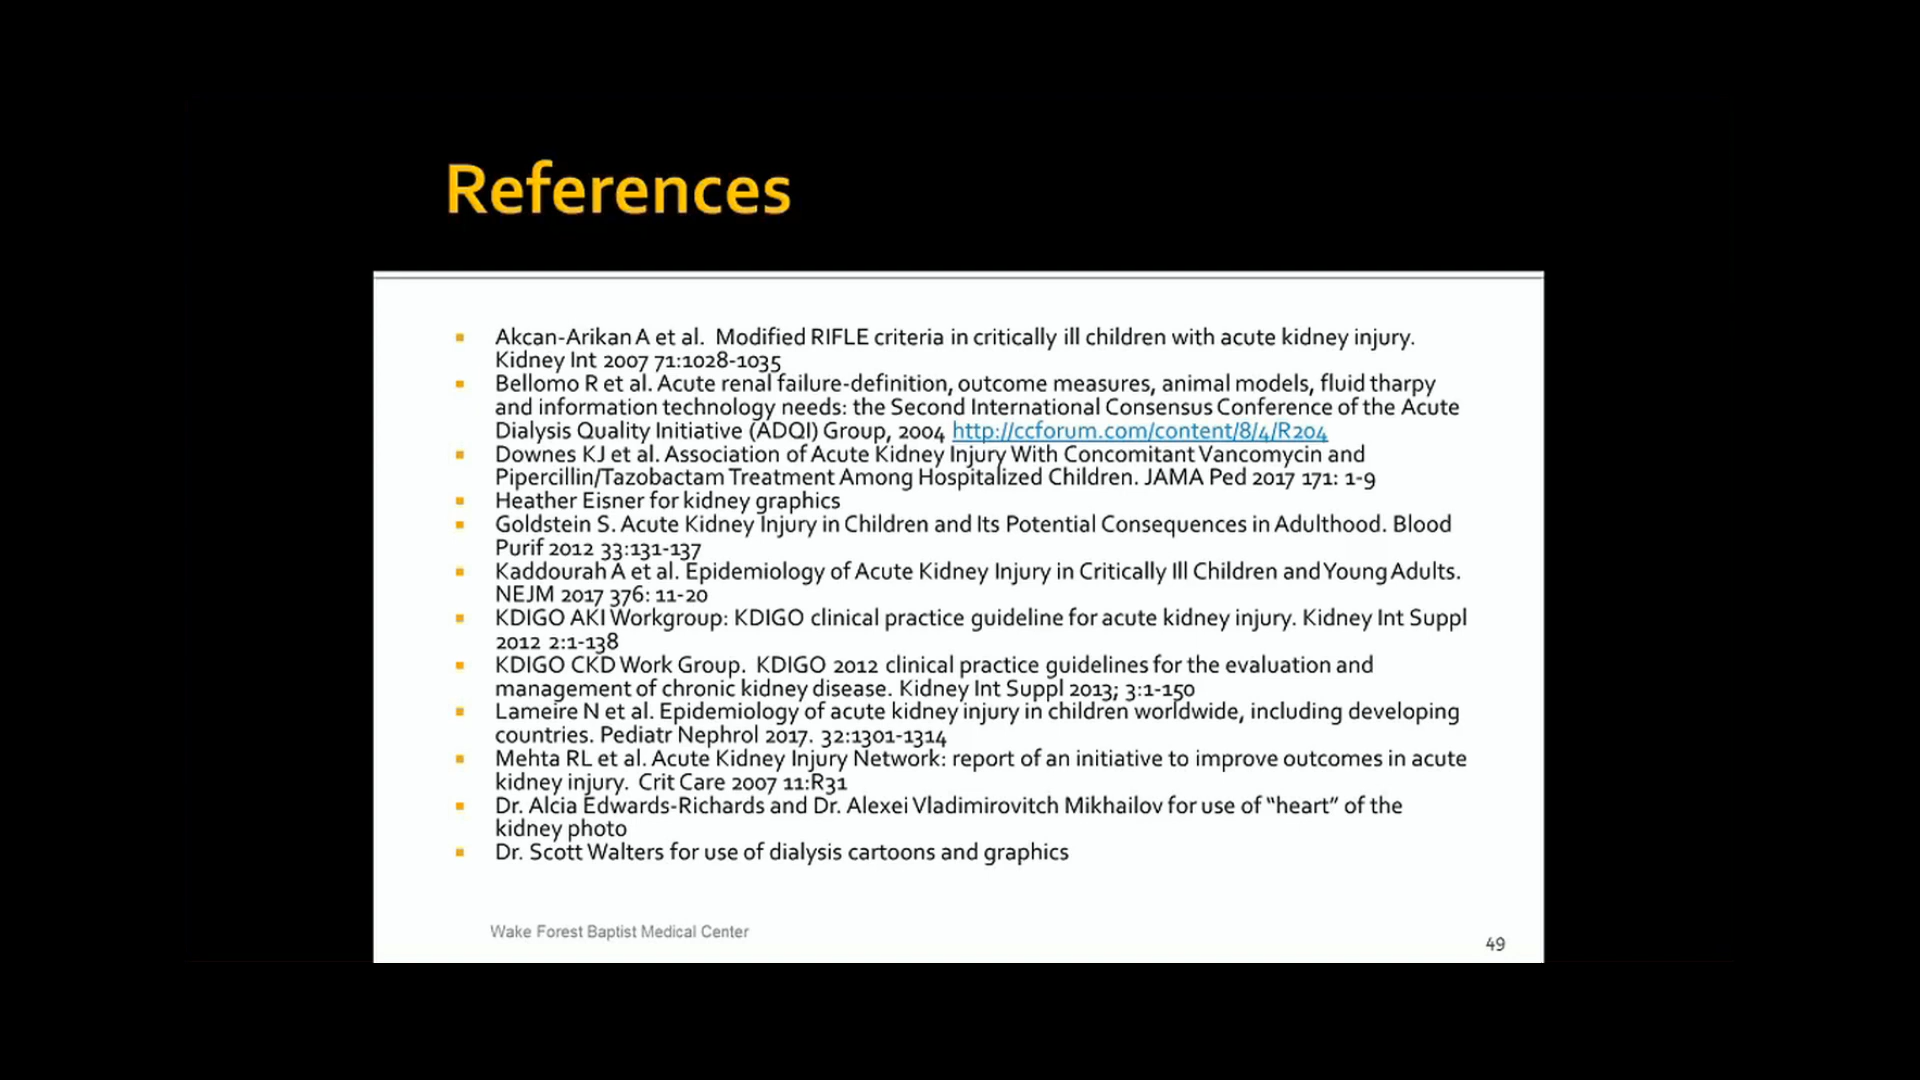 References
Akcan-Arikan A et al. Modified RIFLE criteria in critically ill children with acute kidney injury.
Kidney Int 2007 71:1028-1035
Bellomo R et al. Acute renal failure-definition, outcome measures, animal models, fluid tharpy
and information technology needs: the Second International Consensus Conference of the Acute
Dialysis Quality Initiative (ADQI) Group, 2004 http://ccforum.com/content/8/4/R204
Downes KJ et al. Association of Acute Kidney Injury With Concomitant Vancomycin and
Pipercillin/Tazobactam Treatment Among Hospitalized Children. JAMA Ped 2017 171: 1-9
Heather Eisner for kidney graphics
Goldstein S. Acute Kidney Injury in Children and Its Potential Consequences in Adulthood. Blood
Purif 2012 33:131-137
Kaddourah A et al. Epidemiology of Acute Kidney Injury in Critically Ill Children and Young Adults.
NEJM 2017 376: 11-20
KDIGO AKI Workgroup: KDIGO clinical practice guideline for acute kidney injury. Kidney Int Suppl
2012 2:1-138
KDIGO CKD Work Group. KDIGO 2012 clinical practice guidelines for the evaluation and
management of chronic kidney disease. Kidney Int Suppl 2013; 3:1-150
Lameire N et al. Epidemiology of acute kidney injury in children worldwide, including developing
countries. Pediatr Nephrol 2017. 32:1301-1314
Mehta RL et al. Acute Kidney Injury Network: report of an initiative to improve outcomes in acute
kidney injury. Crit Care 2007 11:R31
Dr. Alcia Edwards-Richards and Dr. Alexei Vladimirovitch Mikhailov for use of “heart” of the
kidney photo
Dr. Scott Walters for use of dialysis cartoons and graphics
Wake Forest Baptist Medical Center
49